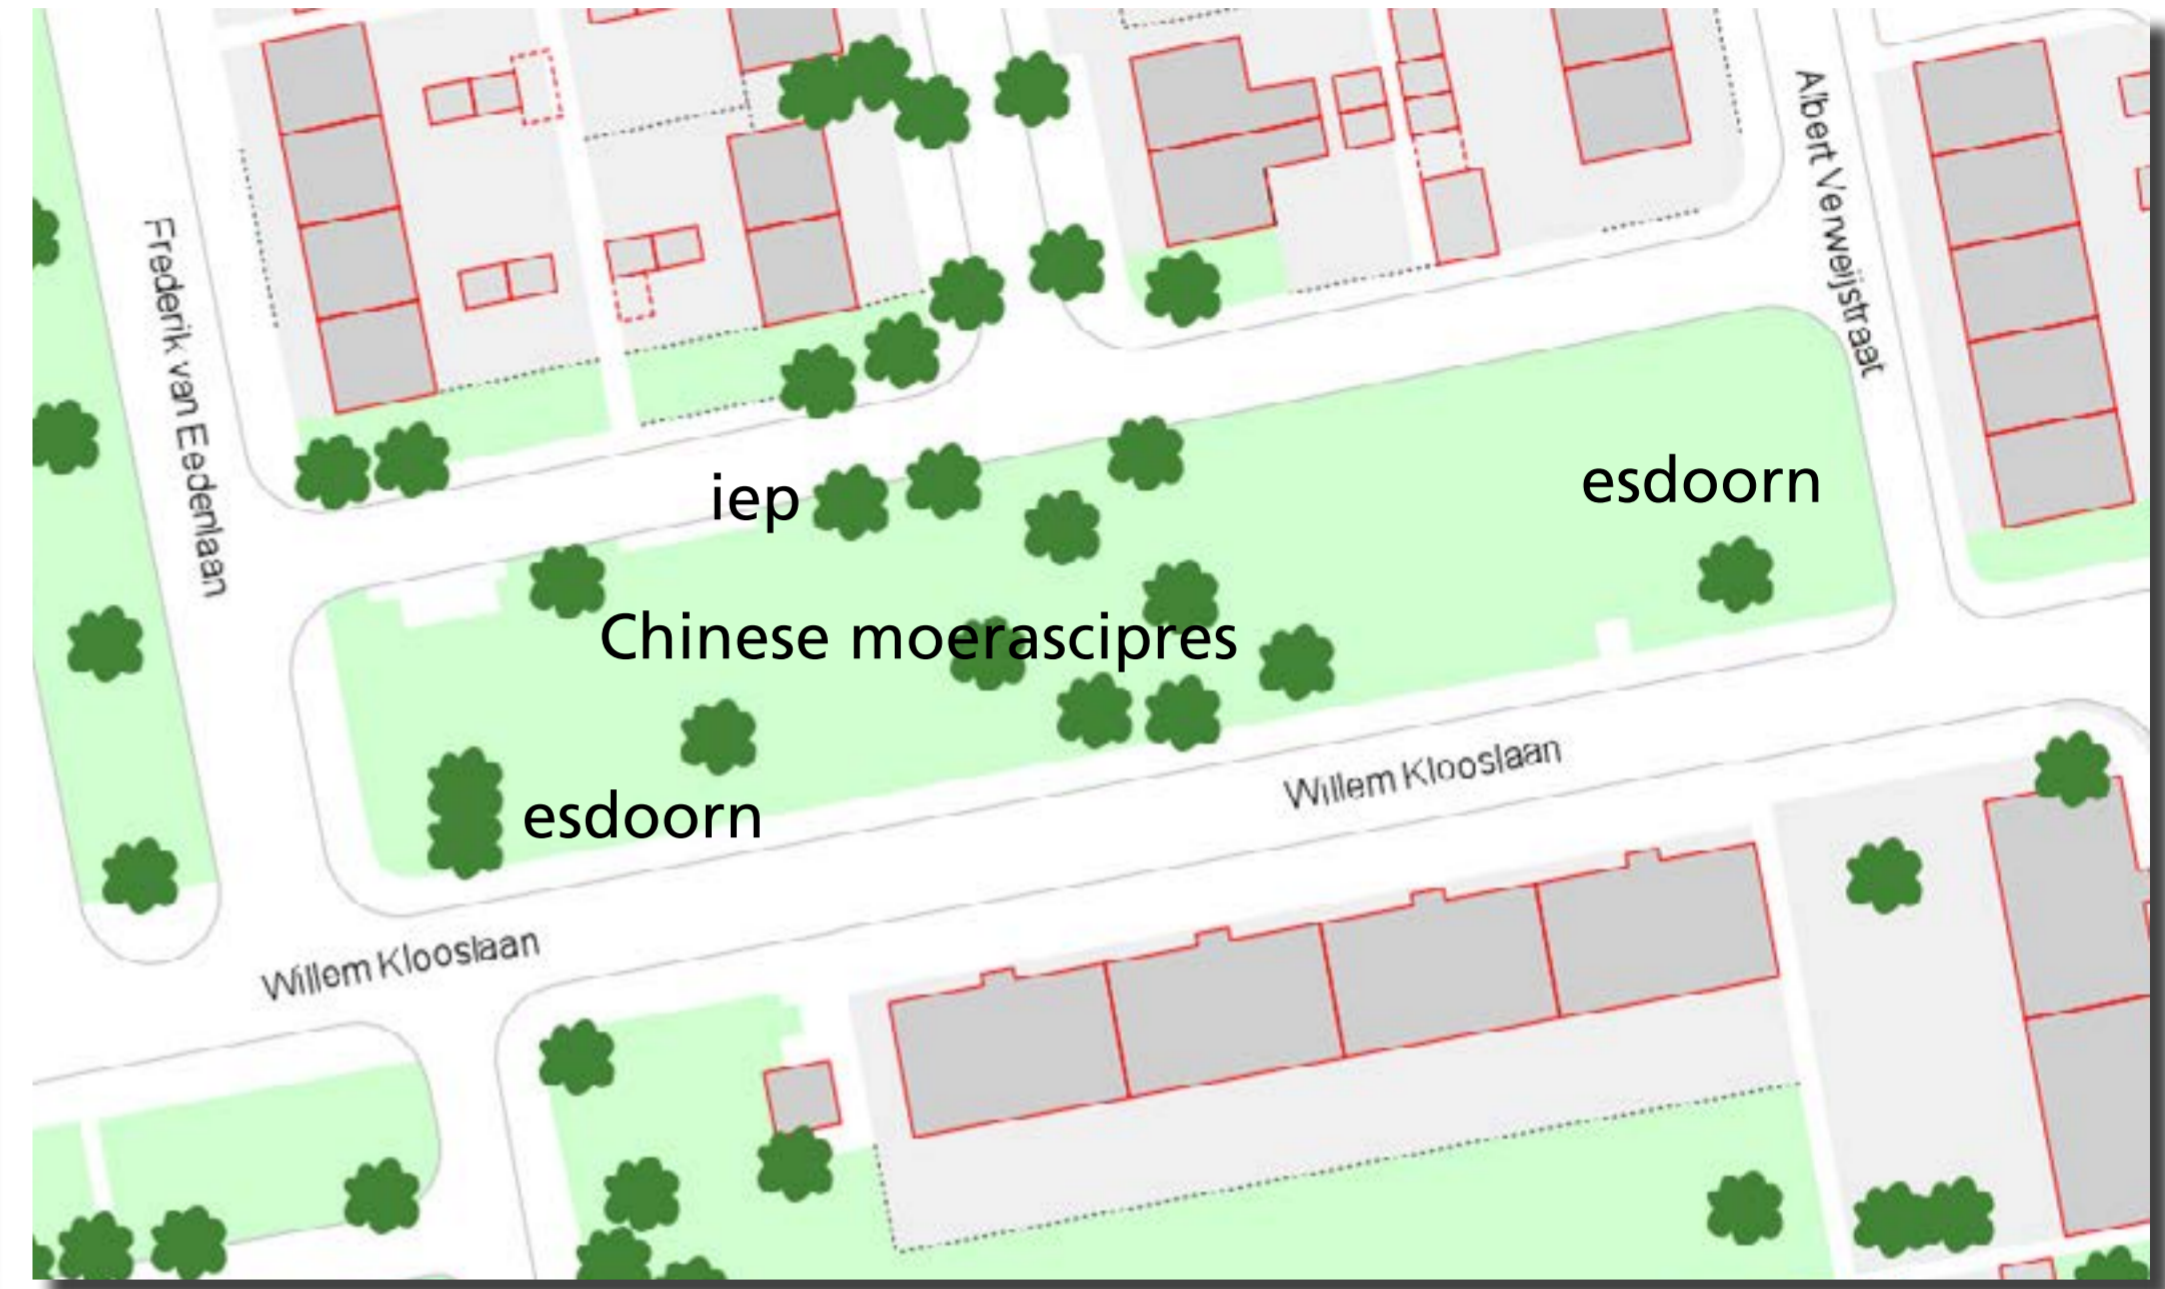 Albert Verweijstraat
Frederik van Eedenlaan
iep
esdoorn
Chinese moerascipres
esdoorn
Willem Klooslaan
Willem Klooslaan